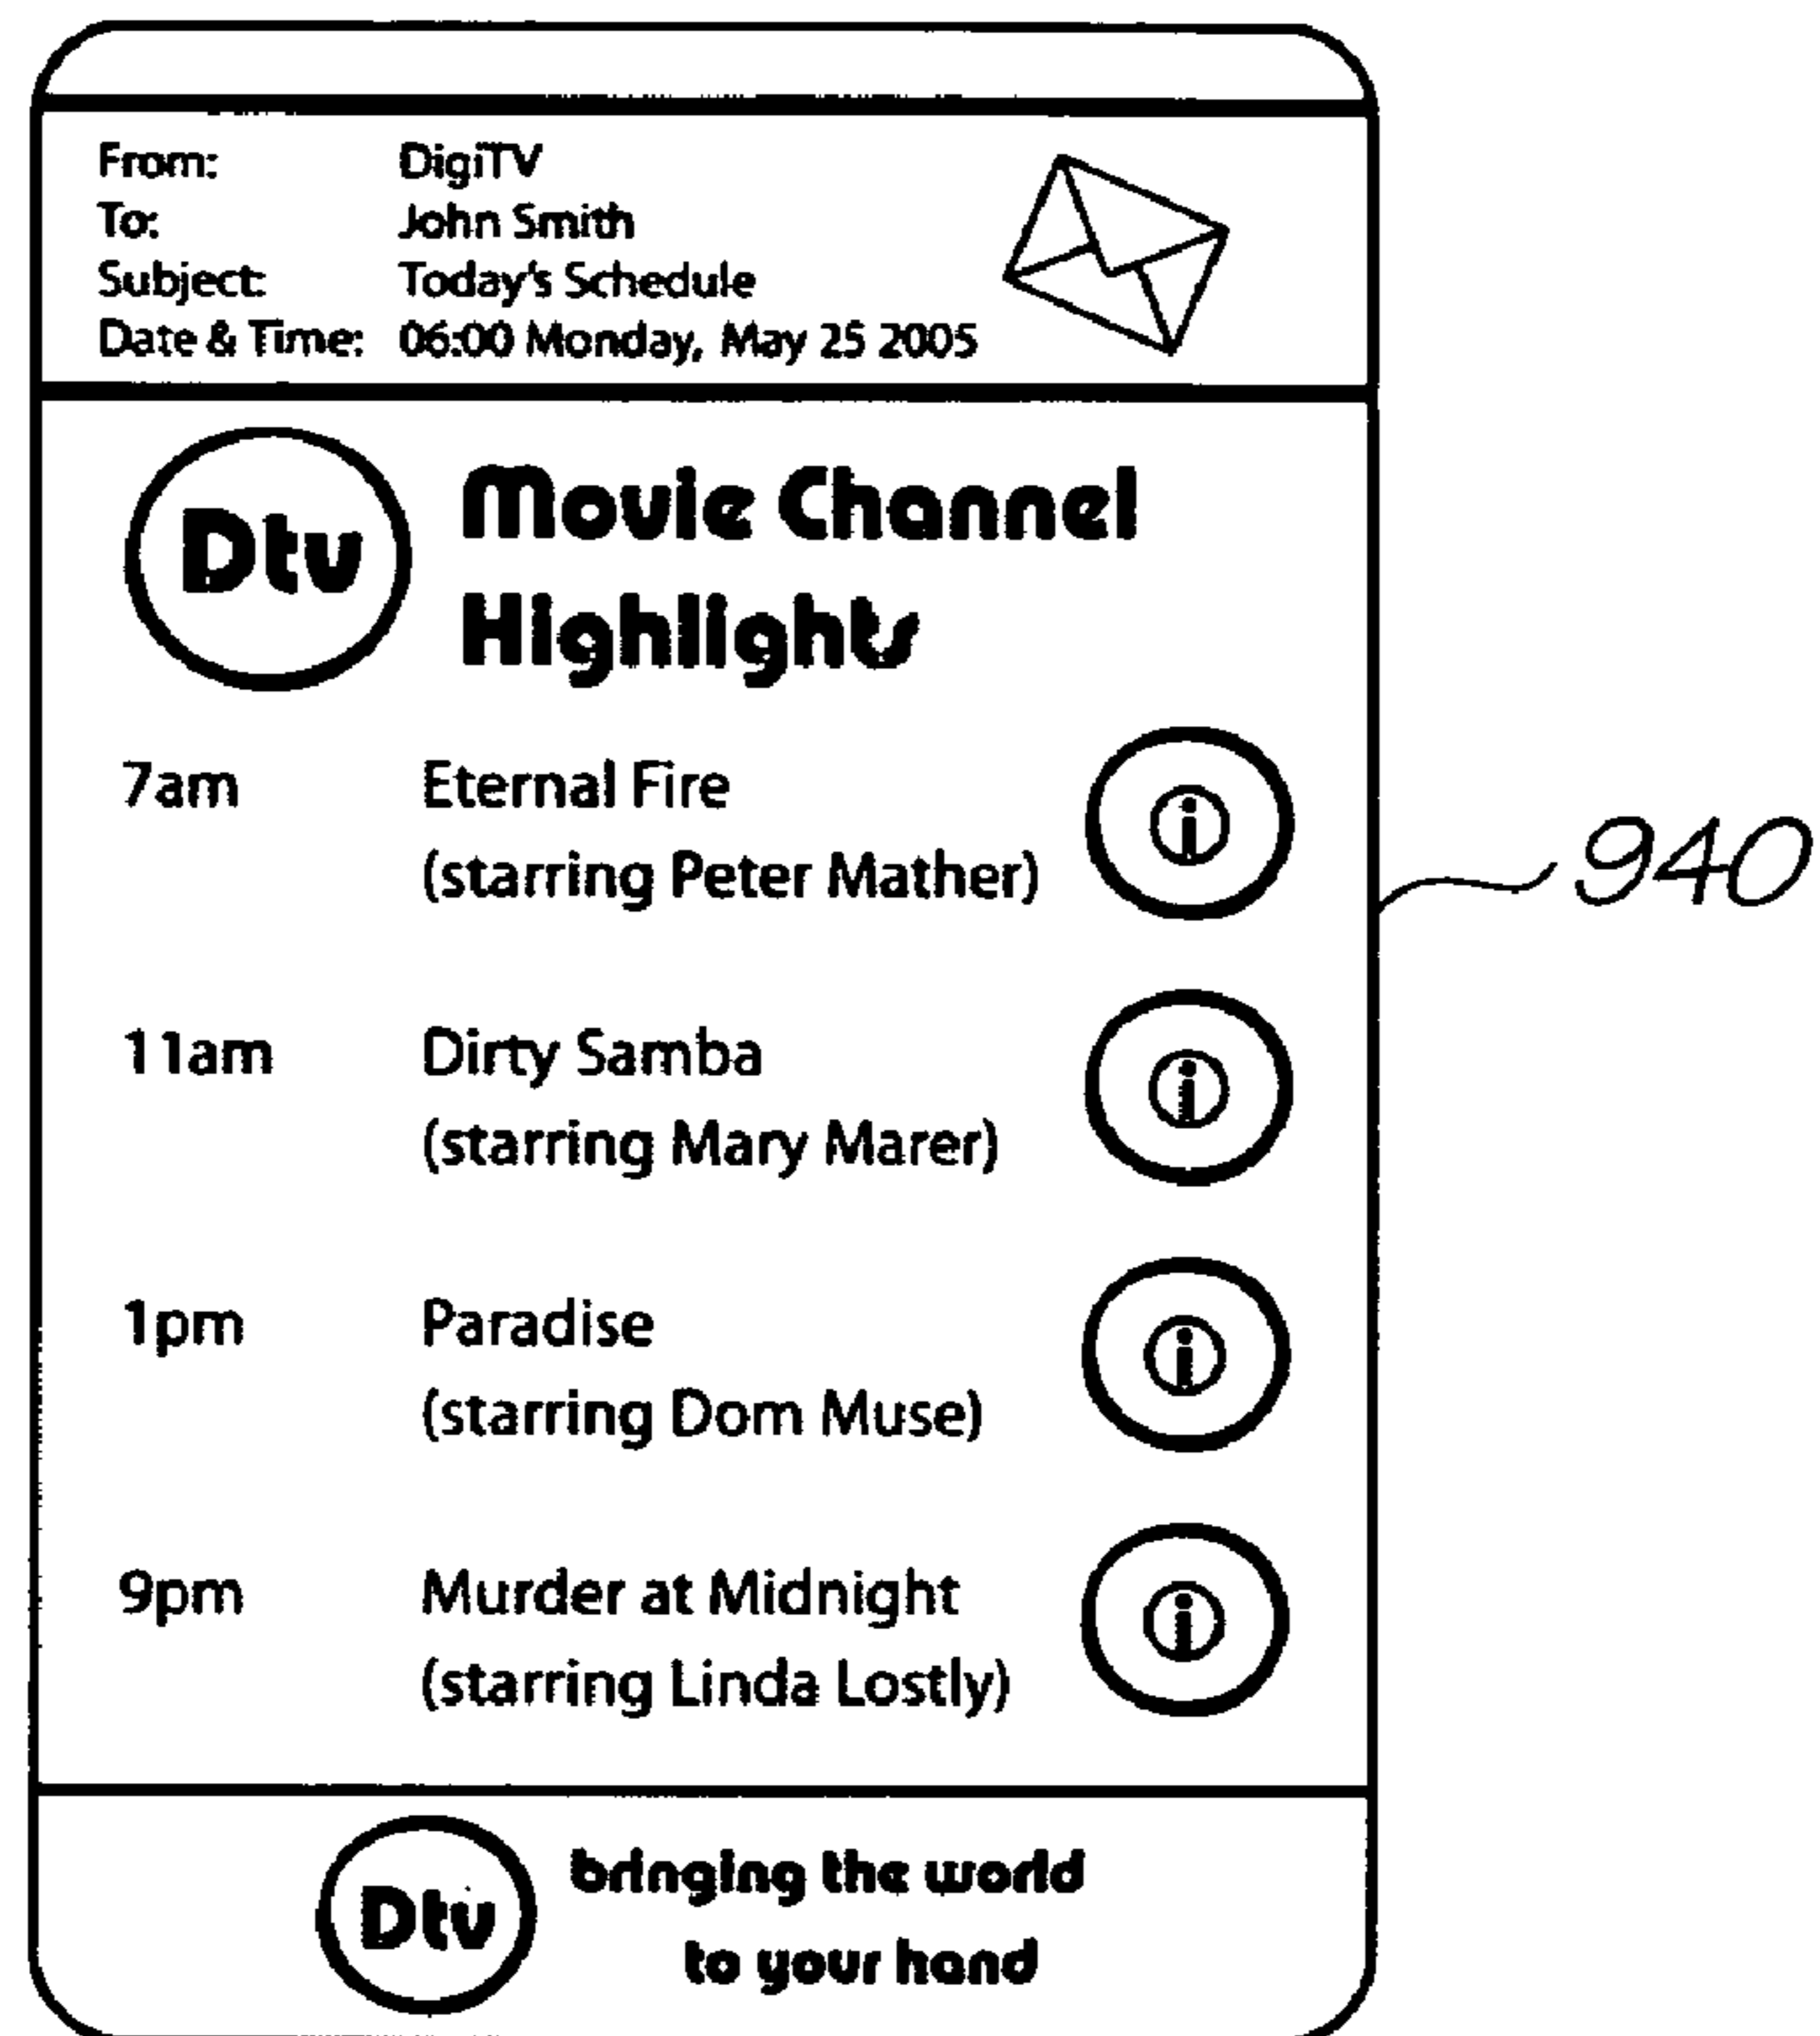 From: DigiTV
To: John Smith
Subject: Today's Schedule
Date & Time: 06:00 Monday, May 25 2005
Dtv
Movie Channel
Highlights
7am Eternal Fire
(starring Peter Mather)
i
940
11am Dirty Samba
(starring Mary Marer)
i
1pm Paradise
(starring Dom Muse)
i
9pm Murder at Midnight
(starring Linda Lostly)
i
Dtv
bringing the world
to your hand